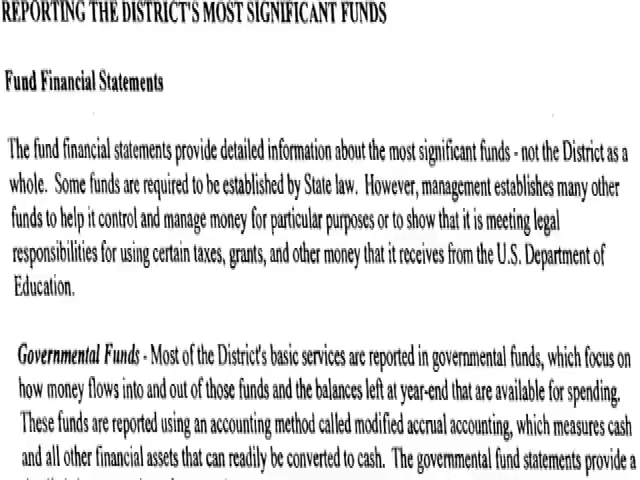 REPORTING THE DISTRICT'S MOST SIGNIFICANT FUNDS
Fund Financial Statements
The fund financial statements provide detailed information about the most significant funds - not the District as a
whole. Some funds are required to be established by State law. However, management establishes many other
funds to help it control and manage money for particular purposes or to show that it is meeting legal
responsibilities for using certain taxes, grants, and other money that it receives from the U.S. Department of
Education.
Governmental Funds - Most of the District's basic services are reported in governmental funds, which focus on
how money flows into and out of those funds and the balances left at year-end that are available for spending.
These funds are reported using an accounting method called modified accrual accounting, which measures cash
and all other financial assets that can readily be converted to cash. The governmental fund statements provide a